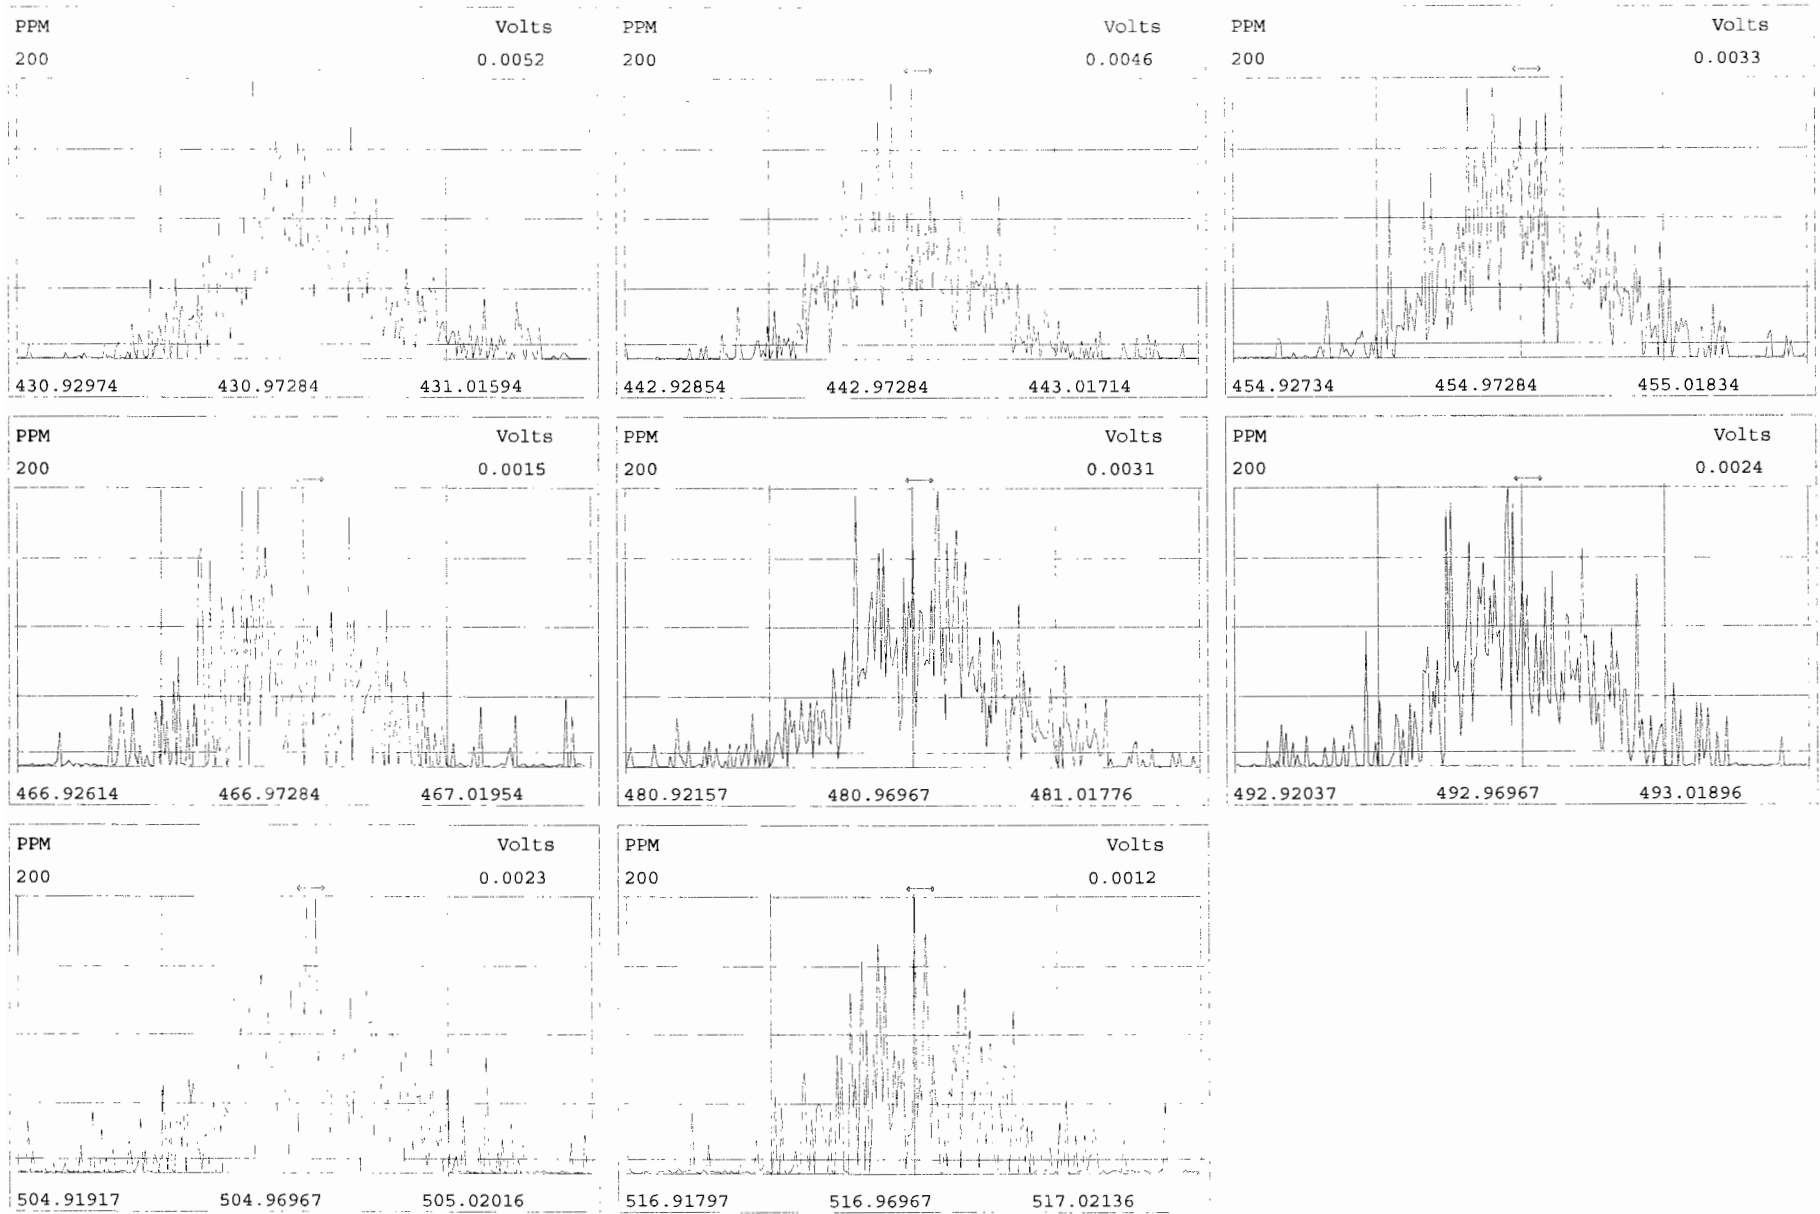 PPM Volts
200 0.0052
430.92974 430.97284 431.01594
PPM Volts
200 0.0046
442.92854 442.97284 443.01714
PPM Volts
200 0.0033
454.92734 454.97284 455.01834
PPM Volts
200 0.0015
466.92614 466.97284 467.01954
PPM Volts
200 0.0031
480.92157 480.96967 481.01776
PPM Volts
200 0.0024
492.92037 492.96967 493.01896
PPM Volts
200 0.0023
504.91917 504.96967 505.02016
PPM Volts
200 0.0012
516.91797 516.96967 517.02136